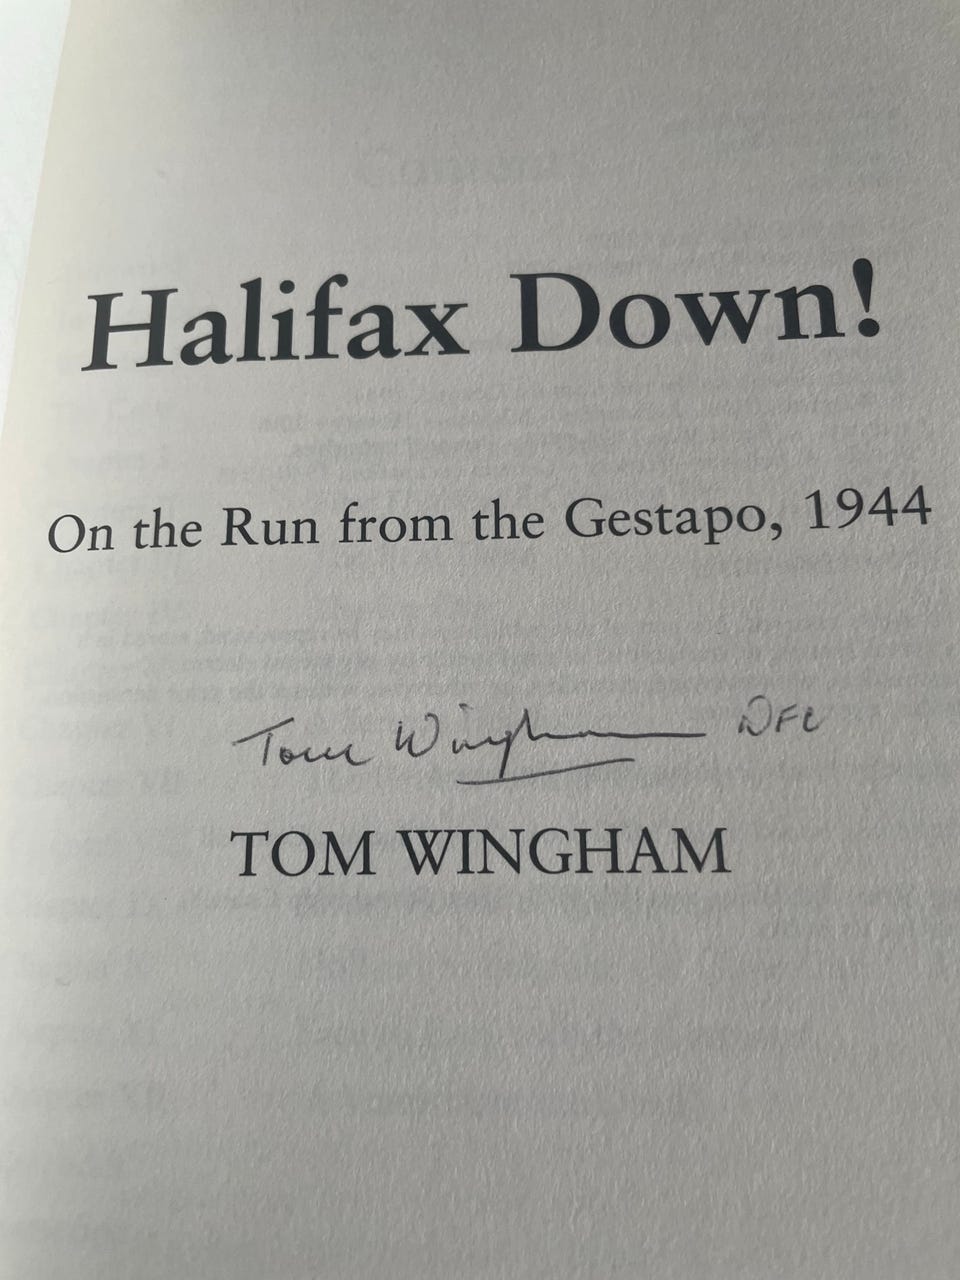 Halifax Down!
On the Run from the Gestapo, 1944
Tom Wingham DFC
TOM WINGHAM